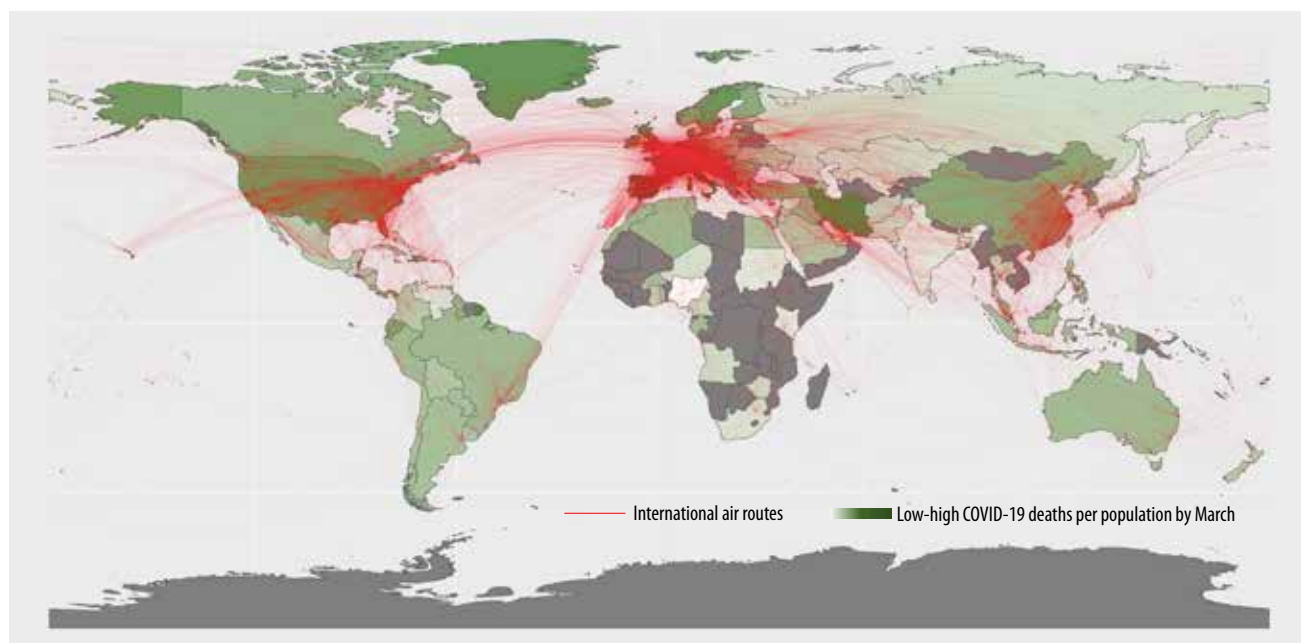 International air routes
Low-high COVID-19 deaths per population by March